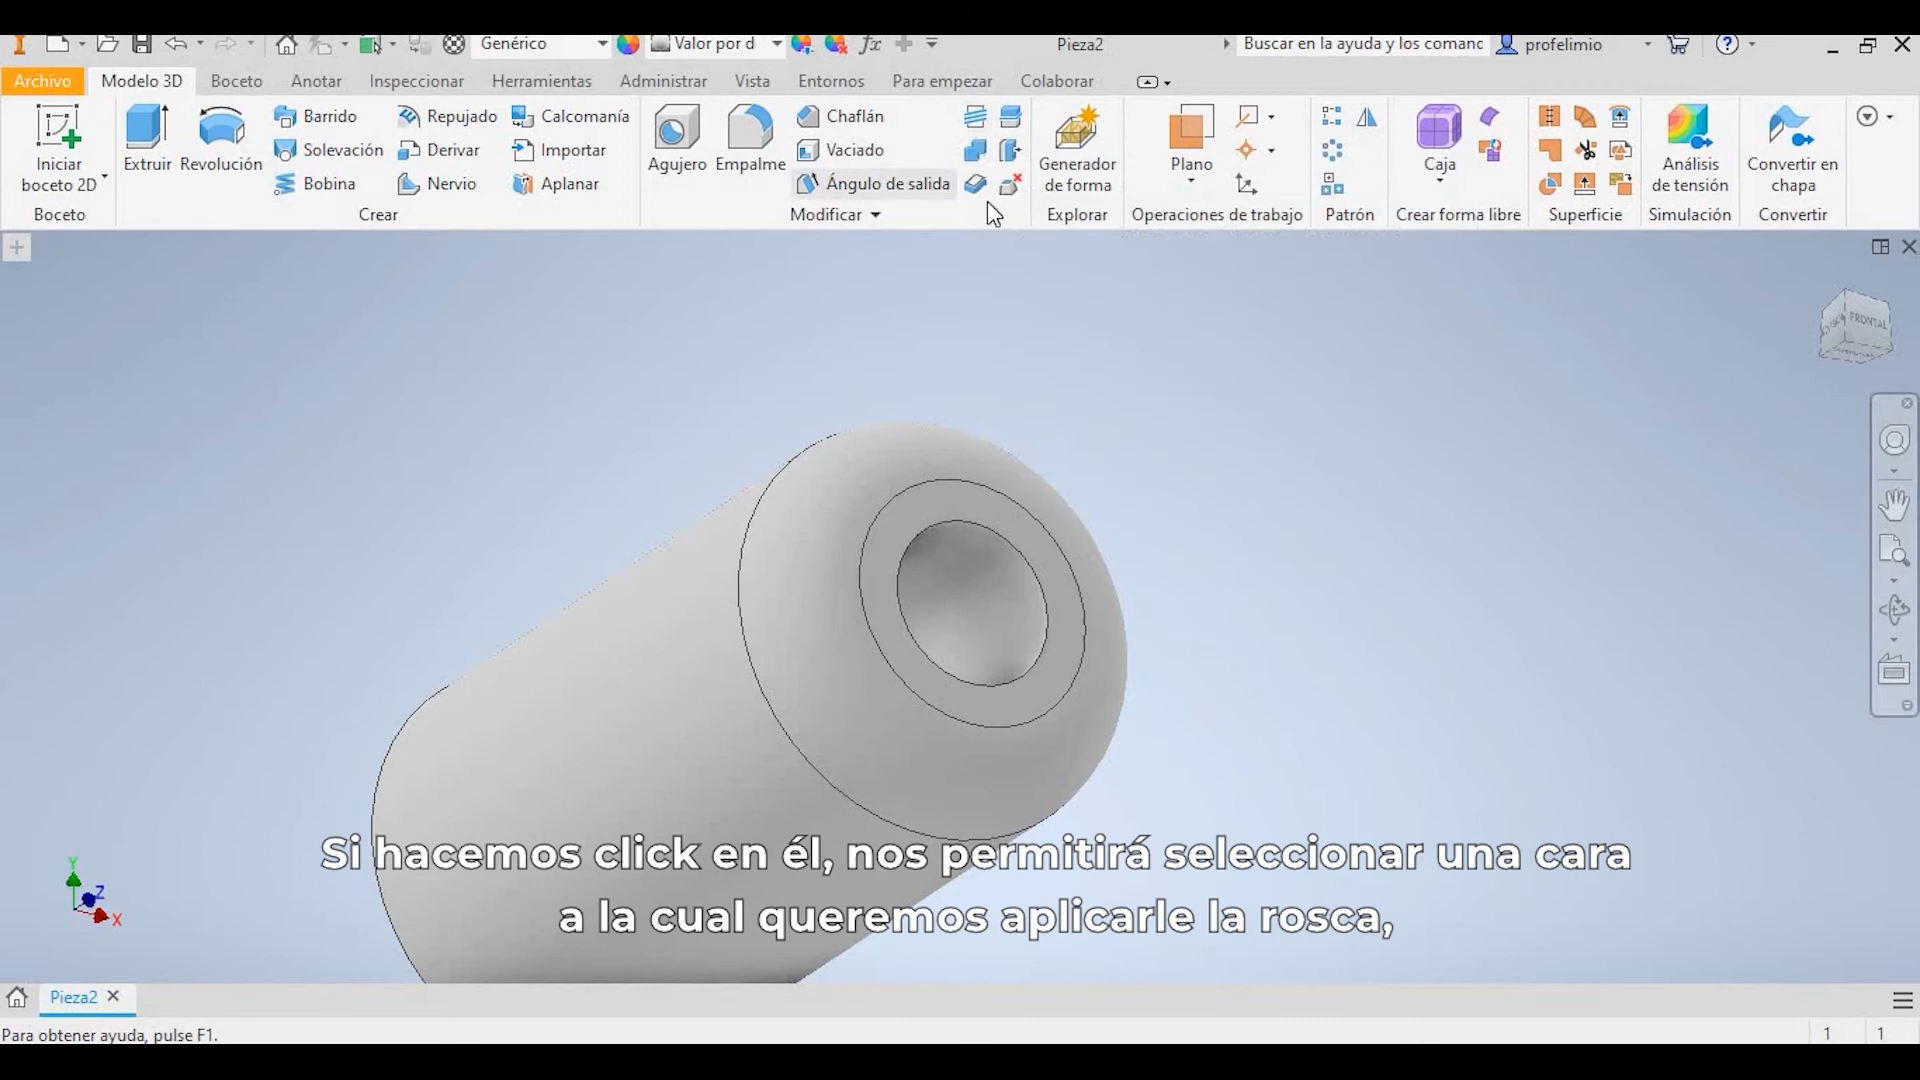 Genérico
Valor por d
fx
Pieza2
Buscar en la ayuda y los comanc
profelimio
Archivo
Modelo 3D
Boceto
Anotar
Inspeccionar
Herramientas
Administrar
Vista
Entornos
Para empezar
Colaborar
Iniciar
boceto 2D
Boceto
Extruir
Revolución
Barrido
Solevación
Bobina
Repujado
Derivar
Nervio
Calcomanía
Importar
Aplanar
Crear
Agujero
Empalme
Chaflán
Vaciado
Ángulo de salida
Modificar
Generador
de forma
Explorar
Plano
Operaciones de trabajo
Patrón
Caja
Crear forma libre
Superficie
Análisis
de tensión
Simulación
Convertir en
chapa
Convertir
FRONTAL
Y
Z
X
Si hacemos click en él, nos permitirá seleccionar una cara
a la cual queremos aplicarle la rosca,
Pieza2
Para obtener ayuda, pulse F1.
1
1